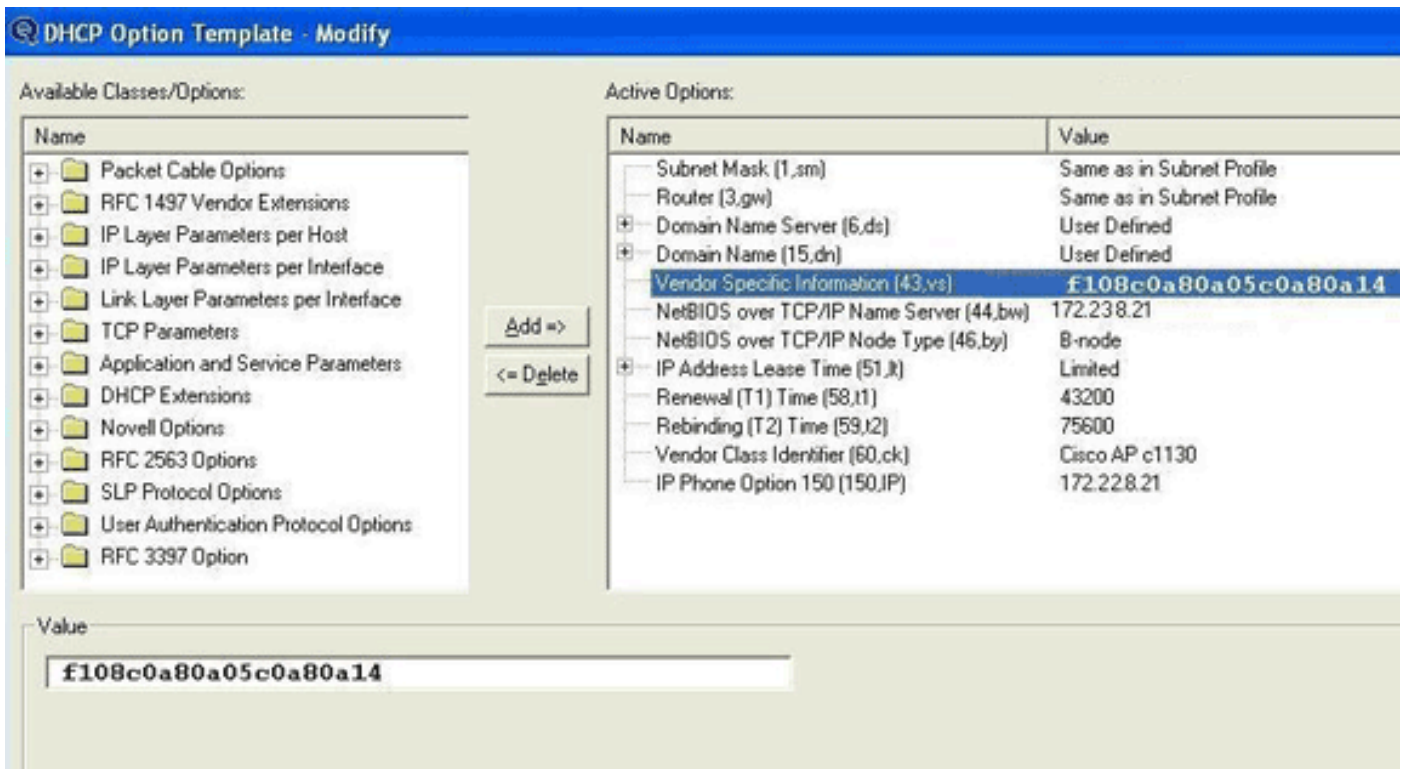 DHCP Option Template - Modify
Available Classes/Options:
Name
Packet Cable Options
RFC 1497 Vendor Extensions
IP Layer Parameters per Host
IP Layer Parameters per Interface
Link Layer Parameters per Interface
TCP Parameters
Application and Service Parameters
DHCP Extensions
Novell Options
RFC 2563 Options
SLP Protocol Options
User Authentication Protocol Options
RFC 3397 Option
Add =>
<= Delete
Active Options:
Name Value
Subnet Mask (1,sm) Same as in Subnet Profile
Router (3,gw) Same as in Subnet Profile
Domain Name Server (6,ds) User Defined
Domain Name (15,dn) User Defined
Vendor Specific Information (43,vs) f108c0a80a05c0a80a14
NetBIOS over TCP/IP Name Server (44,bw) 172.238.21
NetBIOS over TCP/IP Node Type (46,by) B-node
IP Address Lease Time (51,lt) Limited
Renewal (T1) Time (58,t1) 43200
Rebinding (T2) Time (59,t2) 75600
Vendor Class Identifier (60,ck) Cisco AP c1130
IP Phone Option 150 (150,IP) 172.22.8.21
Value
f108c0a80a05c0a80a14